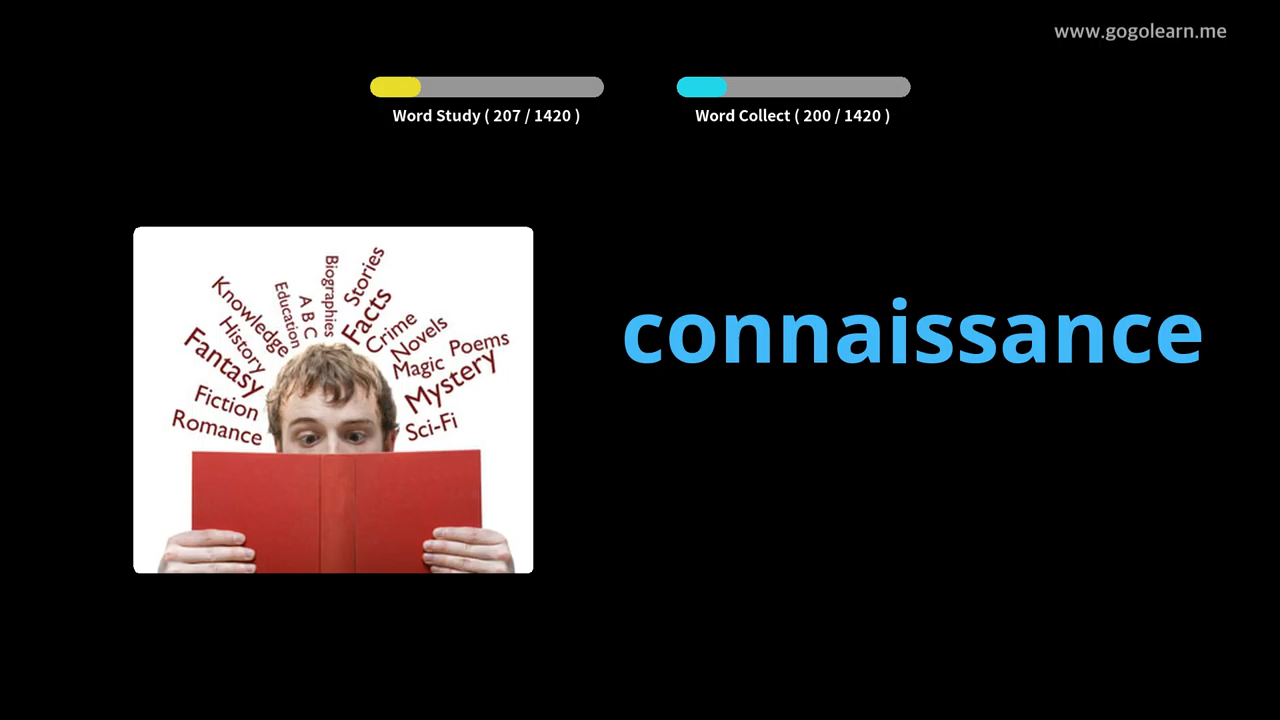 www.gogolearn.me
Word Study ( 207 / 1420 )
Word Collect ( 200 / 1420 )
connaissance
Romance
Fiction
Fantasy
History
Knowledge
Education
A B C
Biographies
Stories
Facts
Crime
Novels
Magic
Poems
Mystery
Sci-Fi